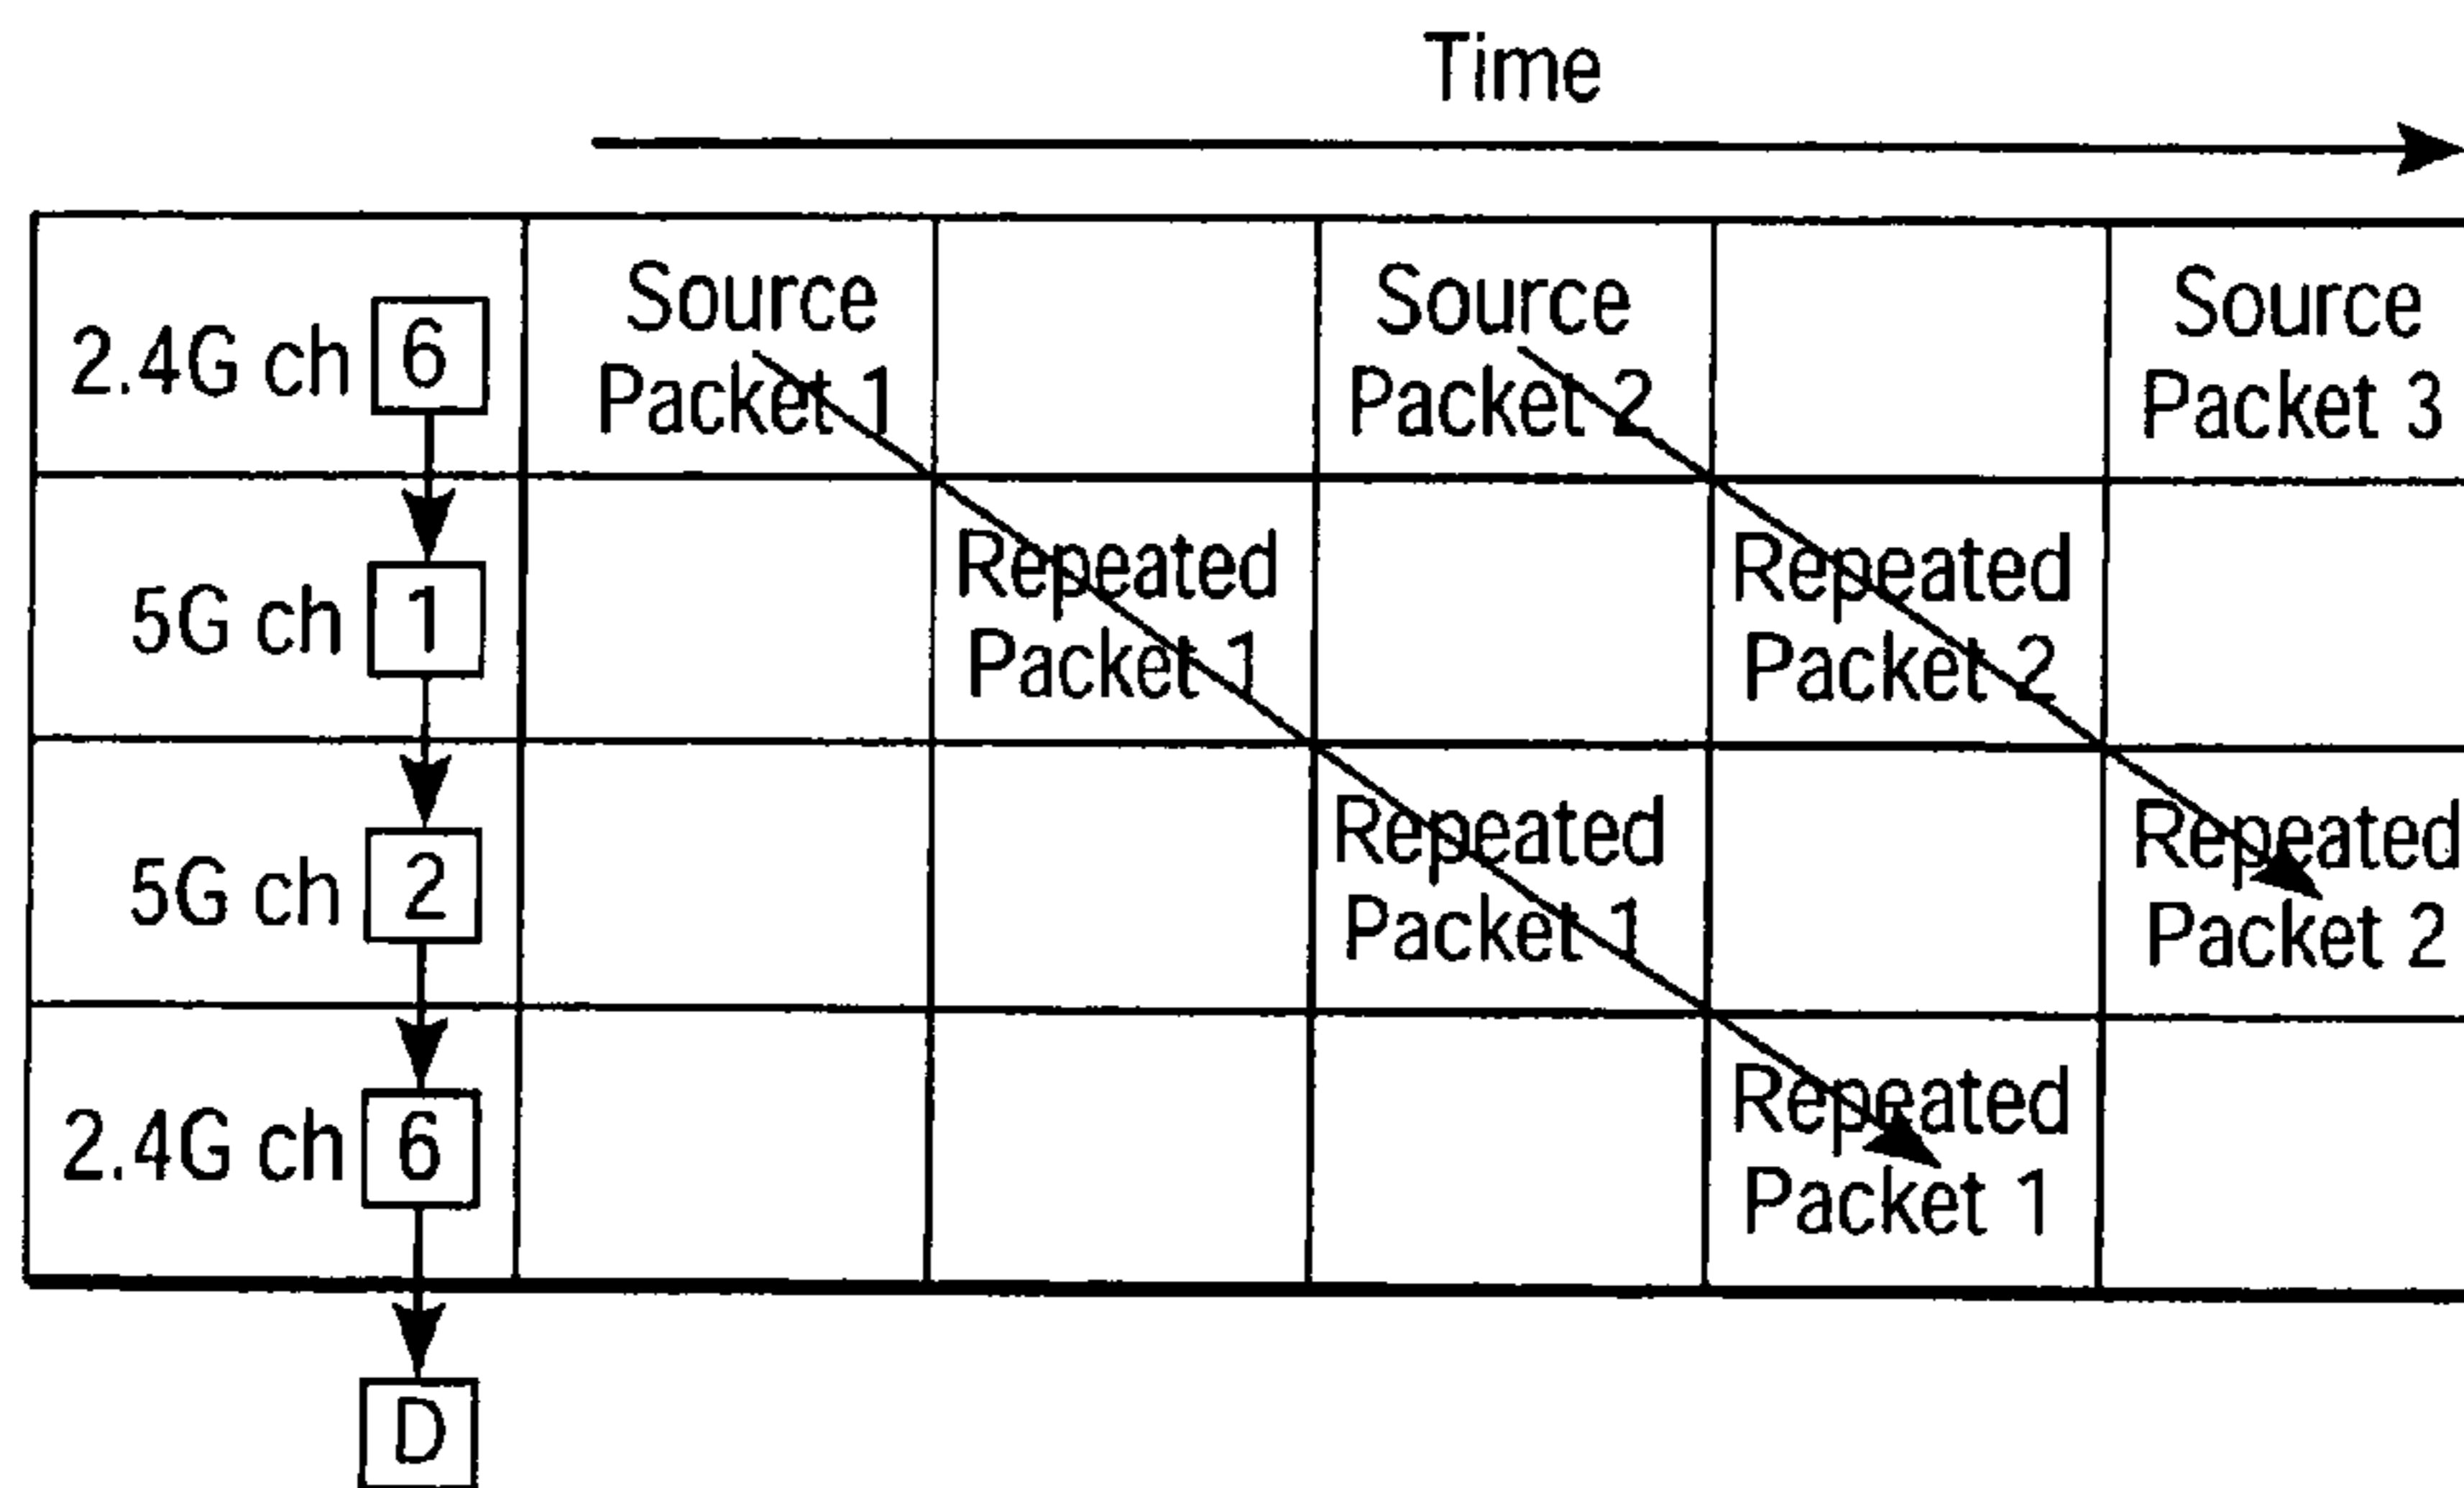 Time
2.4G ch 6
Source
Packet 1
Source
Packet 2
Source
Packet 3
5G ch 1
Repeated
Packet 1
Repeated
Packet 2
5G ch 2
Repeated
Packet 1
Repeated
Packet 2
2.4G ch 6
Repeated
Packet 1
D